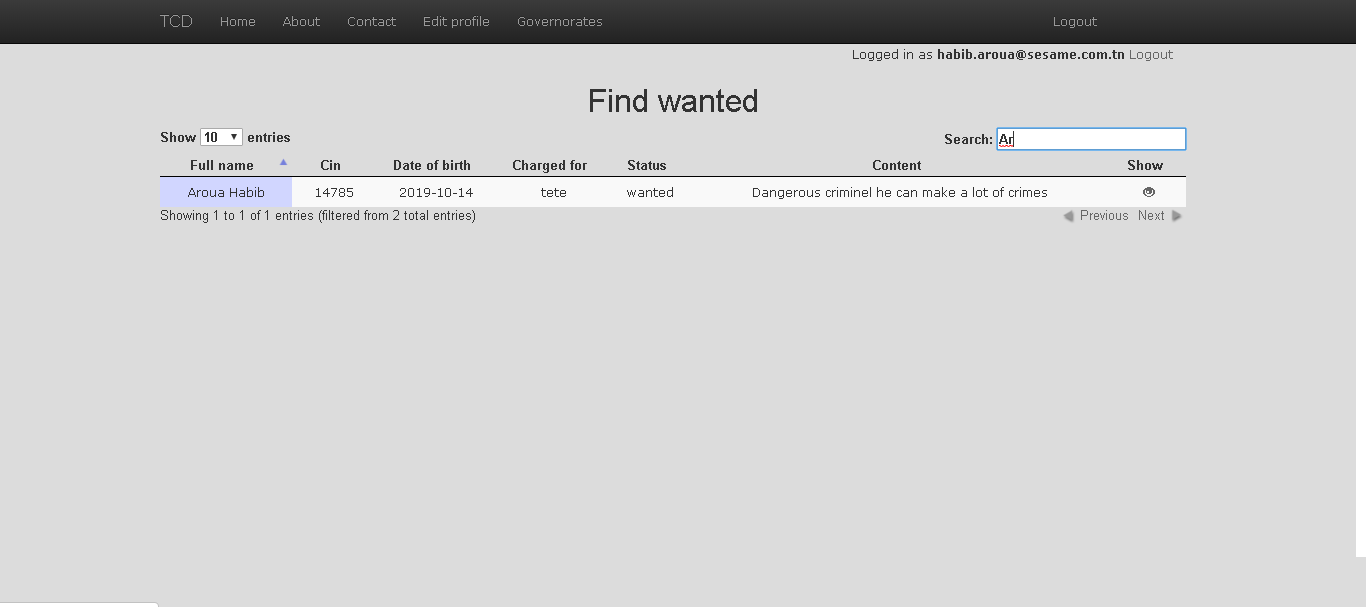 TCD Home About Contact Edit profile Governorates Logout
Logged in as habib.aroua@sesame.com.tn Logout
Find wanted
Show 10 entries Search: Ar
Full name Cin Date of birth Charged for Status Content Show
Aroua Habib 14785 2019-10-14 tete wanted Dangerous criminel he can make a lot of crimes
Showing 1 to 1 of 1 entries (filtered from 2 total entries) Previous Next